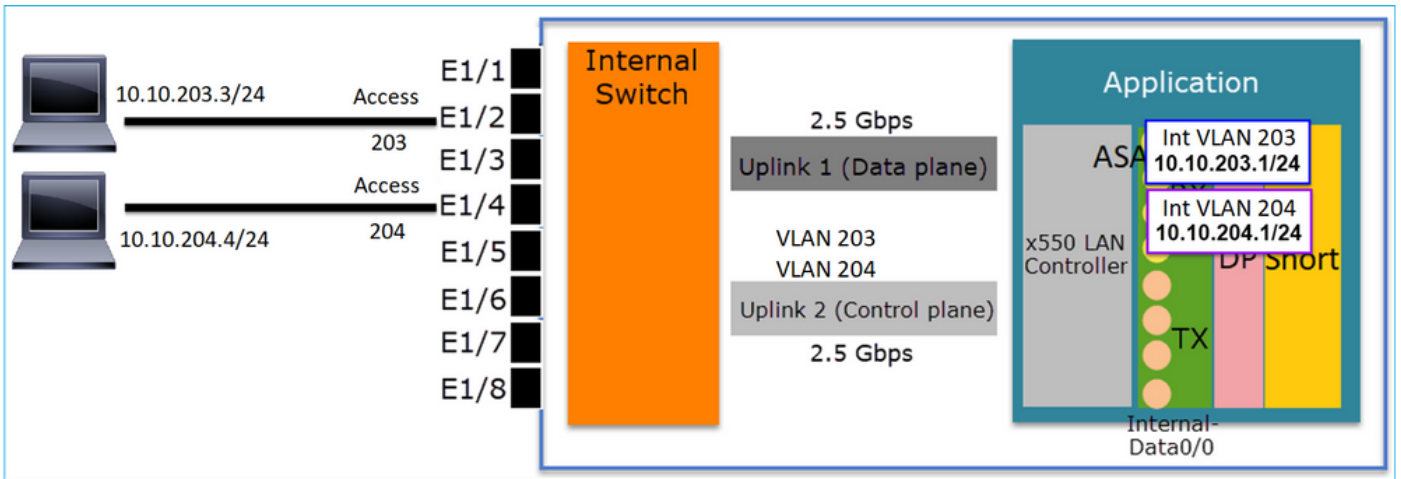 10.10.203.3/24
Access
203
Access
204
10.10.204.4/24
E1/1
E1/2
E1/3
E1/4
E1/5
E1/6
E1/7
E1/8
Internal
Switch
2.5 Gbps
Uplink 1 (Data plane)
VLAN 203
VLAN 204
Uplink 2 (Control plane)
2.5 Gbps
Application
x550 LAN
Controller
ASA
Int VLAN 203
10.10.203.1/24
Int VLAN 204
10.10.204.1/24
DP
Snort
TX
Internal-
Data0/0